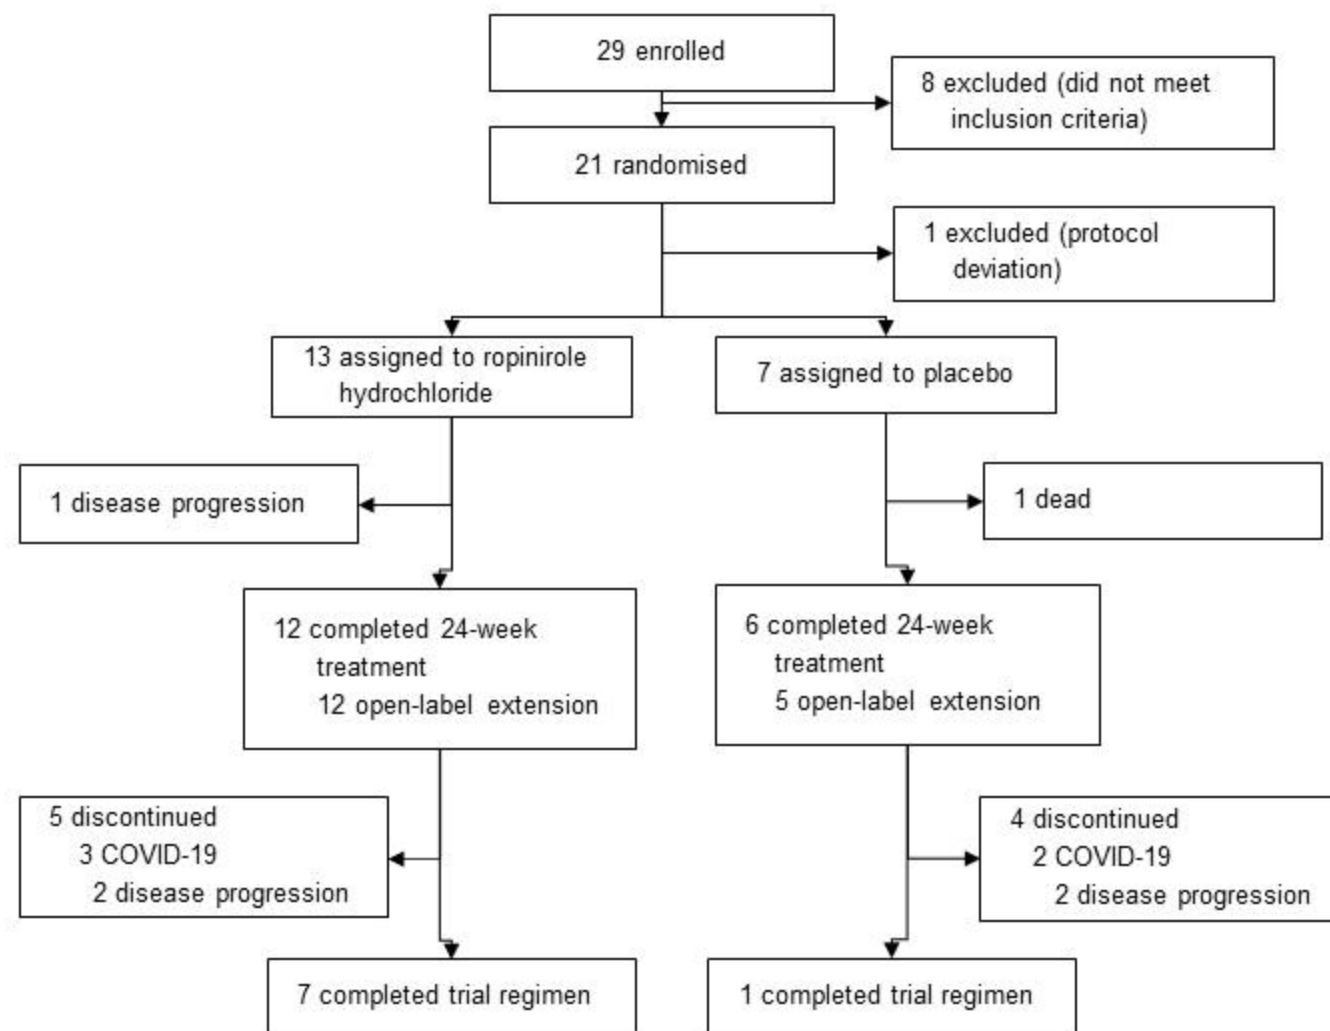 29 enrolled
8 excluded (did not meet
inclusion criteria)
21 randomised
1 excluded (protocol
deviation)
13 assigned to ropinirole
hydrochloride
7 assigned to placebo
1 disease progression
1 dead
12 completed 24-week
treatment
12 open-label extension
6 completed 24-week
treatment
5 open-label extension
5 discontinued
3 COVID-19
2 disease progression
4 discontinued
2 COVID-19
2 disease progression
7 completed trial regimen
1 completed trial regimen